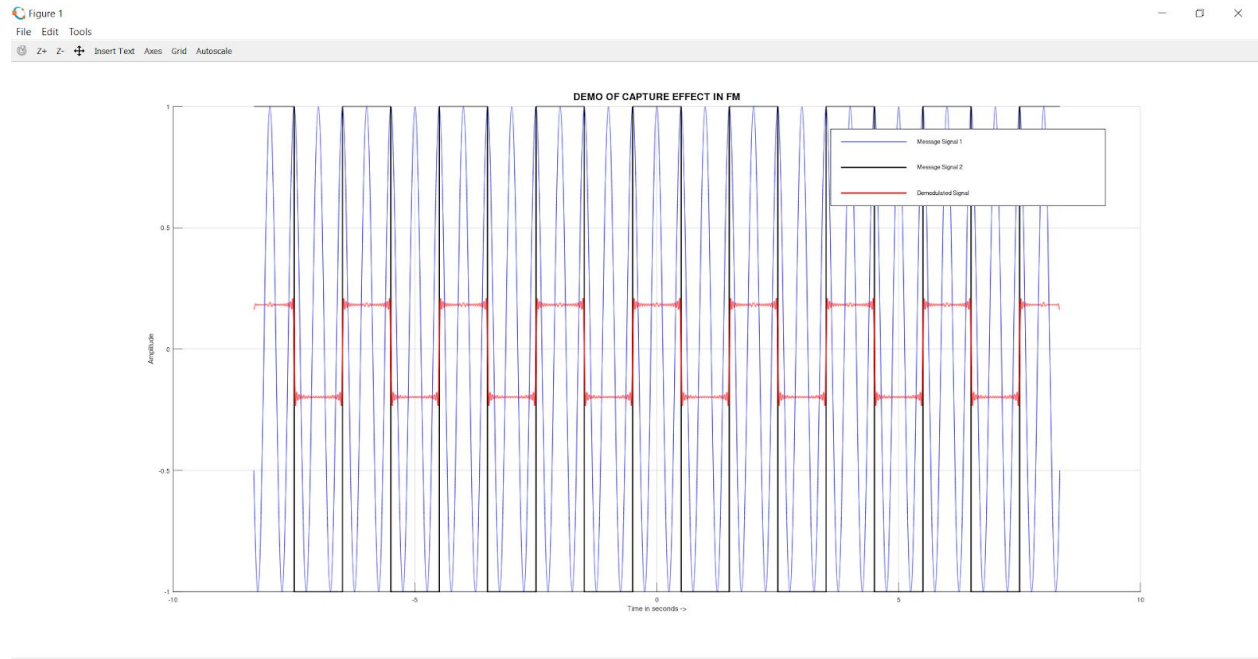 Figure 1
File Edit Tools
Z+ Z- Insert Text Axes Grid Autoscale
DEMO OF CAPTURE EFFECT IN FM
Message Signal 1
Message Signal 2
Demodulated Signal
1
0.5
0
-0.5
-1
Amplitude
-10 -5 0 5 10
Time in seconds ->